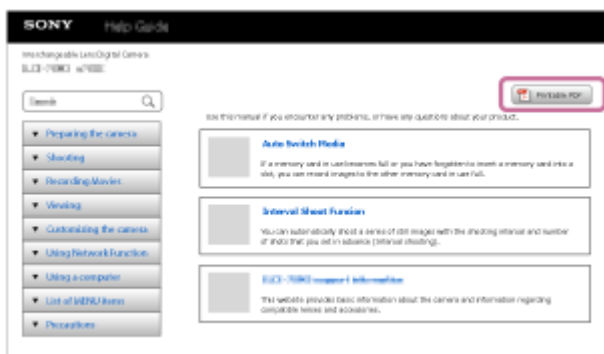 SONY Help Guide
Interchangeable Lens Digital Camera
Search
Printable PDF
Use this manual if you encounter any problems, or have any questions about your product.
Preparing the camera
Shooting
Recording Movies
Viewing
Customizing the camera
Using Network Function
Using a computer
List of MENU items
Precautions
Auto Switch Media
If a memory card in use becomes full or you have forgotten to insert a memory card into a
slot, you can record images to the other memory card in use full.
Interval Shoot Funsion
You can automatically shoot a series of still images with the shooting interval and number
of shots that you set in advance (Interval shooting).
support information
This website provides basic information about the camera and information regarding
compatible lenses and accessories.